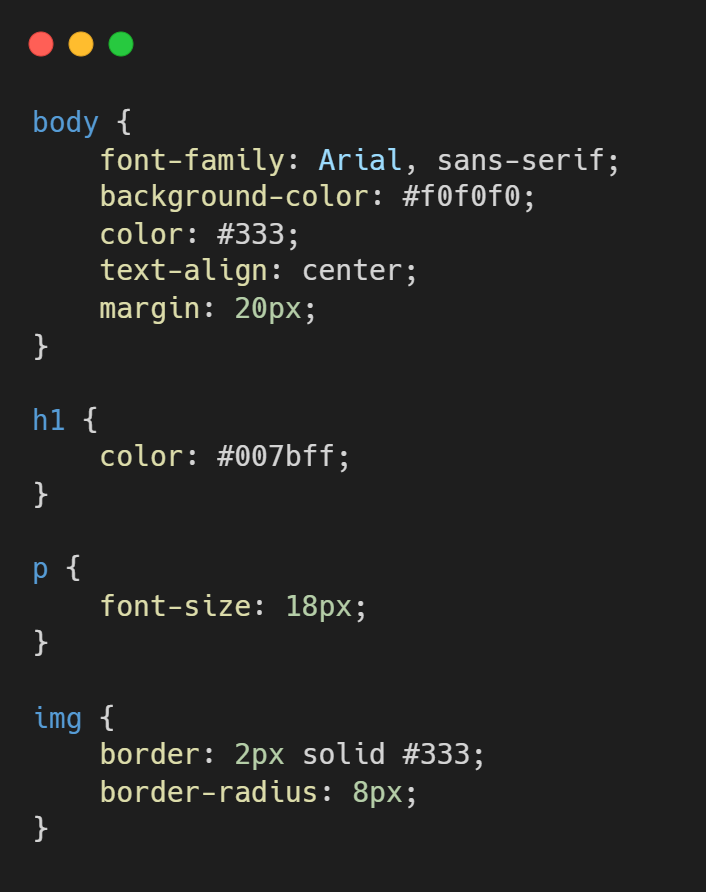 body {
    font-family: Arial, sans-serif;
    background-color: #f0f0f0;
    color: #333;
    text-align: center;
    margin: 20px;
}

h1 {
    color: #007bff;
}

p {
    font-size: 18px;
}

img {
    border: 2px solid #333;
    border-radius: 8px;
}